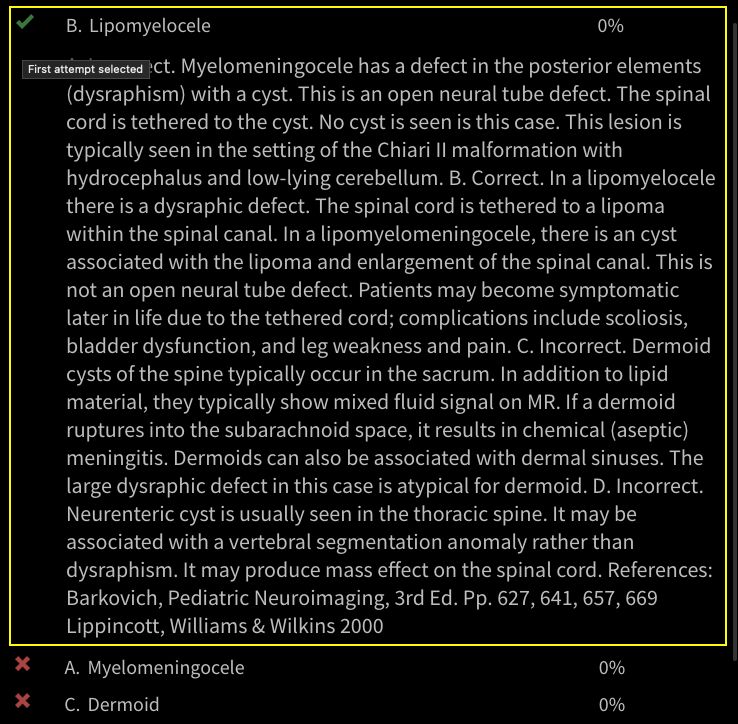 B. Lipomyelocele 0%
First attempt selected
ct. Myelomeningocele has a defect in the posterior elements
(dysraphism) with a cyst. This is an open neural tube defect. The spinal
cord is tethered to the cyst. No cyst is seen is this case. This lesion is
typically seen in the setting of the Chiari II malformation with
hydrocephalus and low-lying cerebellum. B. Correct. In a lipomyelocele
there is a dysraphic defect. The spinal cord is tethered to a lipoma
within the spinal canal. In a lipomyelomeningocele, there is an cyst
associated with the lipoma and enlargement of the spinal canal. This is
not an open neural tube defect. Patients may become symptomatic
later in life due to the tethered cord; complications include scoliosis,
bladder dysfunction, and leg weakness and pain. C. Incorrect. Dermoid
cysts of the spine typically occur in the sacrum. In addition to lipid
material, they typically show mixed fluid signal on MR. If a dermoid
ruptures into the subarachnoid space, it results in chemical (aseptic)
meningitis. Dermoids can also be associated with dermal sinuses. The
large dysraphic defect in this case is atypical for dermoid. D. Incorrect.
Neurenteric cyst is usually seen in the thoracic spine. It may be
associated with a vertebral segmentation anomaly rather than
dysraphism. It may produce mass effect on the spinal cord. References:
Barkovich, Pediatric Neuroimaging, 3rd Ed. Pp. 627, 641, 657, 669
Lippincott, Williams & Wilkins 2000
A. Myelomeningocele 0%
C. Dermoid 0%